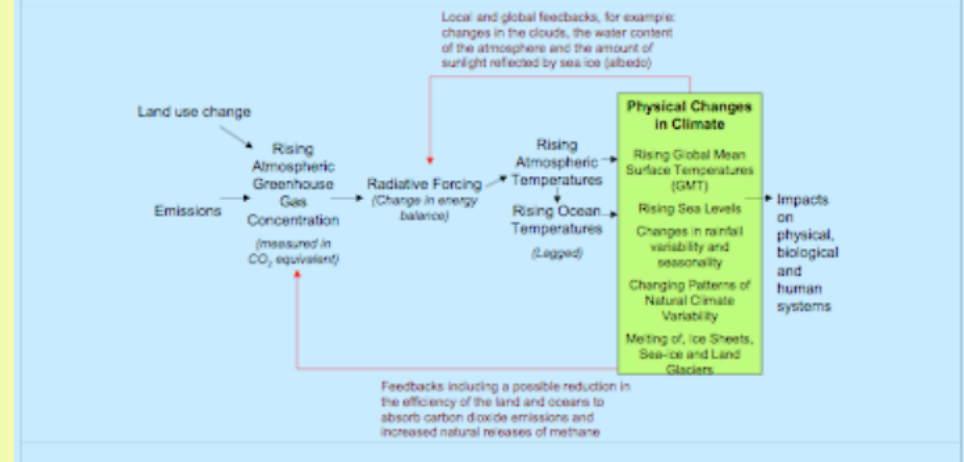 Local and global feedbacks, for example:
changes in the clouds, the water content
of the atmosphere and the amount of
sunlight reflected by sea ice (albedo)
Land use change
Emissions
Rising
Atmospheric
Greenhouse
Gas
Concentration
(measured in
CO₂ equivalent)
Radiative Forcing
(Change in energy
balance)
Rising
Atmospheric
Temperatures
Rising Ocean
Temperatures
(Lagged)
Physical Changes
in Climate
Rising Global Mean
Surface Temperatures
(GMT)
Rising Sea Levels
Changes in rainfall
variability and
seasonality
Changing Patterns of
Natural Climate
Variability
Melting of, Ice Sheets,
Sea-ice and Land
Glaciers
Impacts
on
physical,
biological
and
human
systems
Feedbacks including a possible reduction in
the efficiency of the land and oceans to
absorb carbon dioxide emissions and
increased natural releases of methane